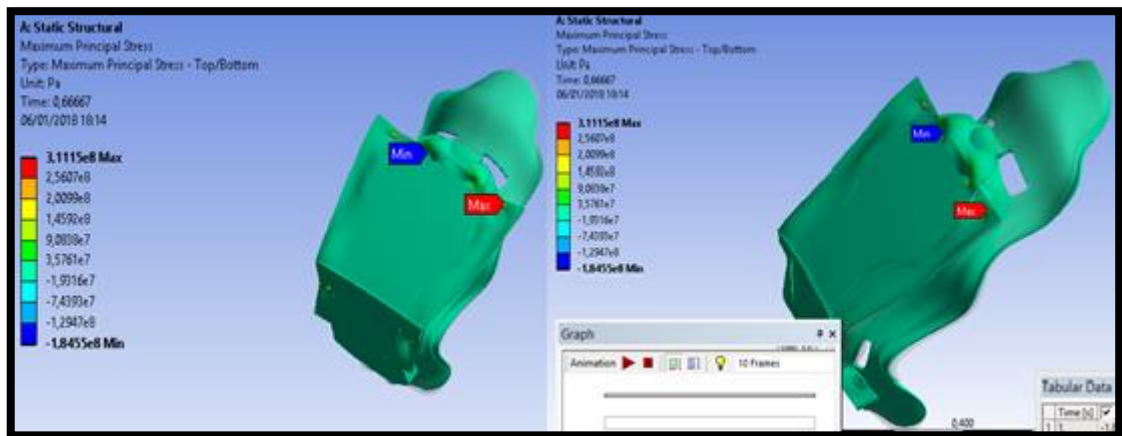 A: Static Structural
Maximum Principal Stress
Type: Maximum Principal Stress - Top/Bottom
Unit: Pa
Time: 0,66667
06/01/2018 18:14
3,1115e8 Max
2,5607e8
2,0099e8
1,4592e8
9,0838e7
3,5761e7
-1,9316e7
-7,4393e7
-1,2947e8
-1,8455e8 Min
Min
Max
A: Static Structural
Maximum Principal Stress
Type: Maximum Principal Stress - Top/Bottom
Unit: Pa
Time: 0,66667
06/01/2018 18:14
3,1115e8 Max
2,5607e8
2,0099e8
1,4592e8
9,0838e7
3,5761e7
-1,9316e7
-7,4393e7
-1,2947e8
-1,8455e8 Min
Min
Max
Graph
Animation
10 Frames
0,400
Tabular Data
Time [s]
1 1,